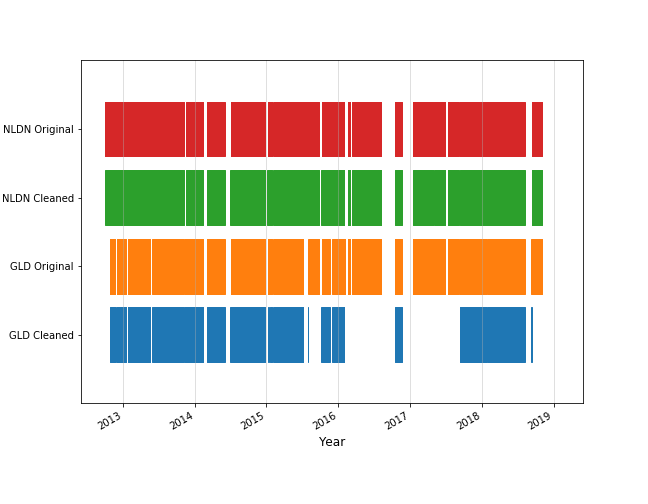 NLDN Original
NLDN Cleaned
GLD Original
GLD Cleaned
2013 2014 2015 2016 2017 2018 2019
Year